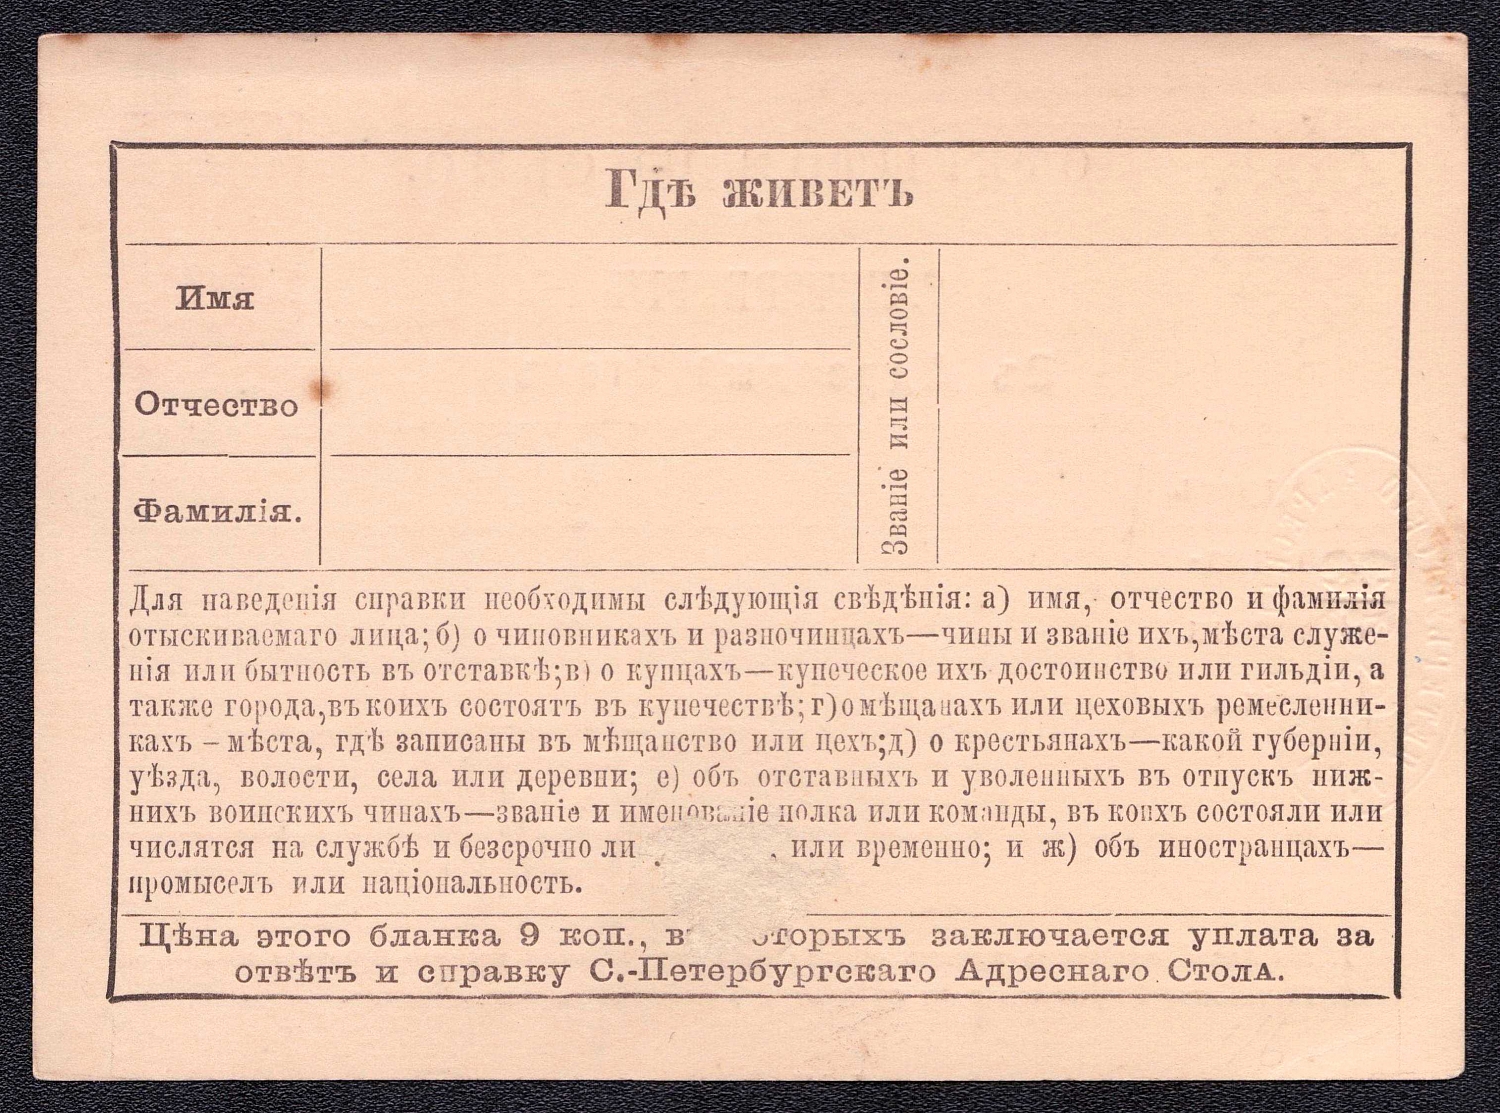 Гдѣ живетъ
Имя
Отчество
Фамилія.
Званіе или сословіе.
Для наведенія справки необходимы слѣдующія свѣдѣнія: а) имя, отчество и фамилія
отыскиваемаго лица; б) о чиновникахъ и разночинцахъ—чины и званіе ихъ, мѣста служе-
нія или бытность въ отставкѣ; в) о купцахъ—купеческое ихъ достоинство или гильдіи, а
также города, въ коихъ состоятъ въ купечествѣ; г) о мѣщанахъ или цеховыхъ ремесленни-
кахъ – мѣста, гдѣ записаны въ мѣщанство или цехъ; д) о крестьянахъ—какой губерніи,
уѣзда, волости, села или деревни; е) объ отставныхъ и уволенныхъ въ отпускъ ниж-
нихъ воинскихъ чинахъ—званіе и именованіе полка или команды, въ коихъ состояли или
числятся на службѣ и безсрочно ли , или временно; и ж) объ иностранцахъ—
промыселъ или національность.
Цѣна этого бланка 9 коп., в оторыхъ заключается уплата за
отвѣтъ и справку С.-Петербургскаго Адреснаго Стола.